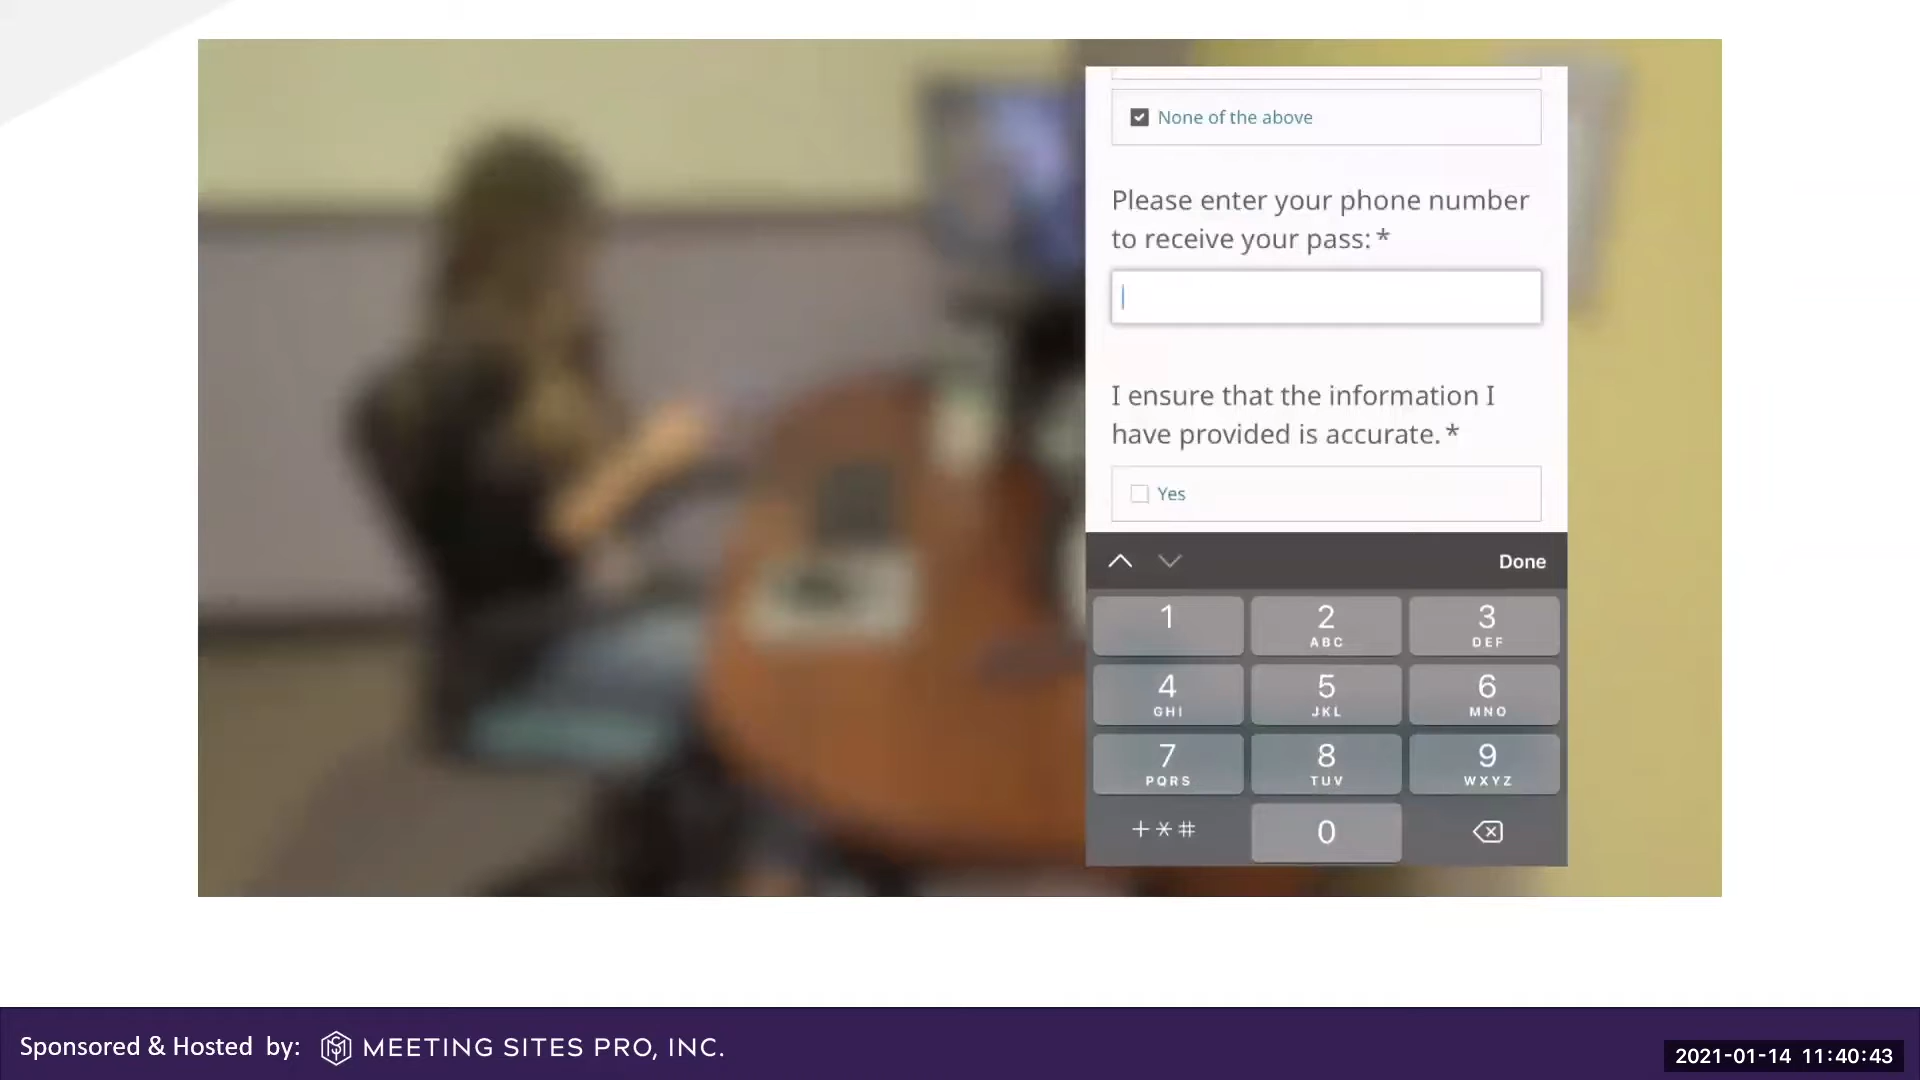 None of the above
Please enter your phone number
to receive your pass: *
I ensure that the information I
have provided is accurate. *
Yes
Done
1
2
ABC
3
DEF
4
GHI
5
JKL
6
MNO
7
PQRS
8
TUV
9
WXYZ
+*#
0
Sponsored & Hosted by: MEETING SITES PRO, INC.
2021-01-14 11:40:43